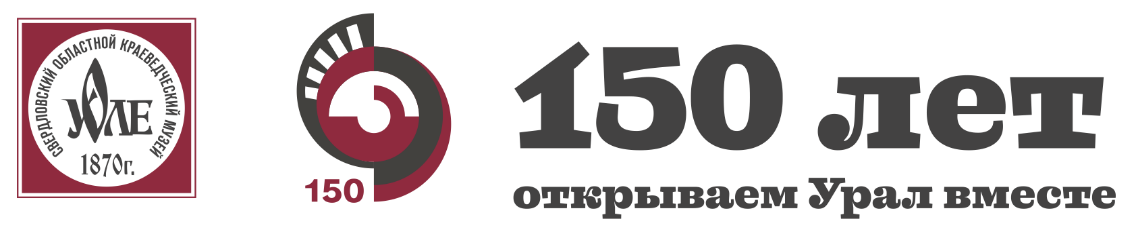 СВЕРДЛОВСКИЙ ОБЛАСТНОЙ КРАЕВЕДЧЕСКИЙ МУЗЕЙ
УОЛЕ
1870г.
150
150 лет
открываем Урал вместе